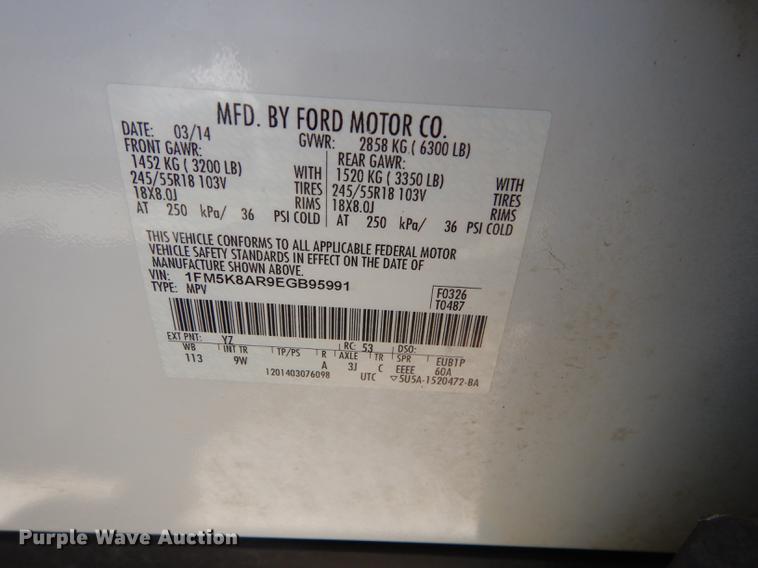 MFD. BY FORD MOTOR CO.
DATE: 03/14 GVWR: 2858 KG ( 6300 LB)
FRONT GAWR: REAR GAWR:
1452 KG ( 3200 LB) WITH 1520 KG ( 3350 LB) WITH
245/55R18 103V TIRES 245/55R18 103V TIRES
18X8.0J RIMS 18X8.0J RIMS
AT 250 kPa/ 36 PSI COLD AT 250 kPa/ 36 PSI COLD
THIS VEHICLE CONFORMS TO ALL APPLICABLE FEDERAL MOTOR
VEHICLE SAFETY STANDARDS IN EFFECT ON THE DATE OF
MANUFACTURE SHOWN ABOVE.
VIN: 1FM5K8AR9EGB95991 F0326
TYPE: MPV T0487
EXT PNT: YZ RC: 53 DSO:
WB INT TR TP/PS R AXLE TR SPR EUB1P
113 9W A 3J C EEEE 60A
1201403076098 UTC ▽5U5A-1520472-BA
Purple Wave Auction